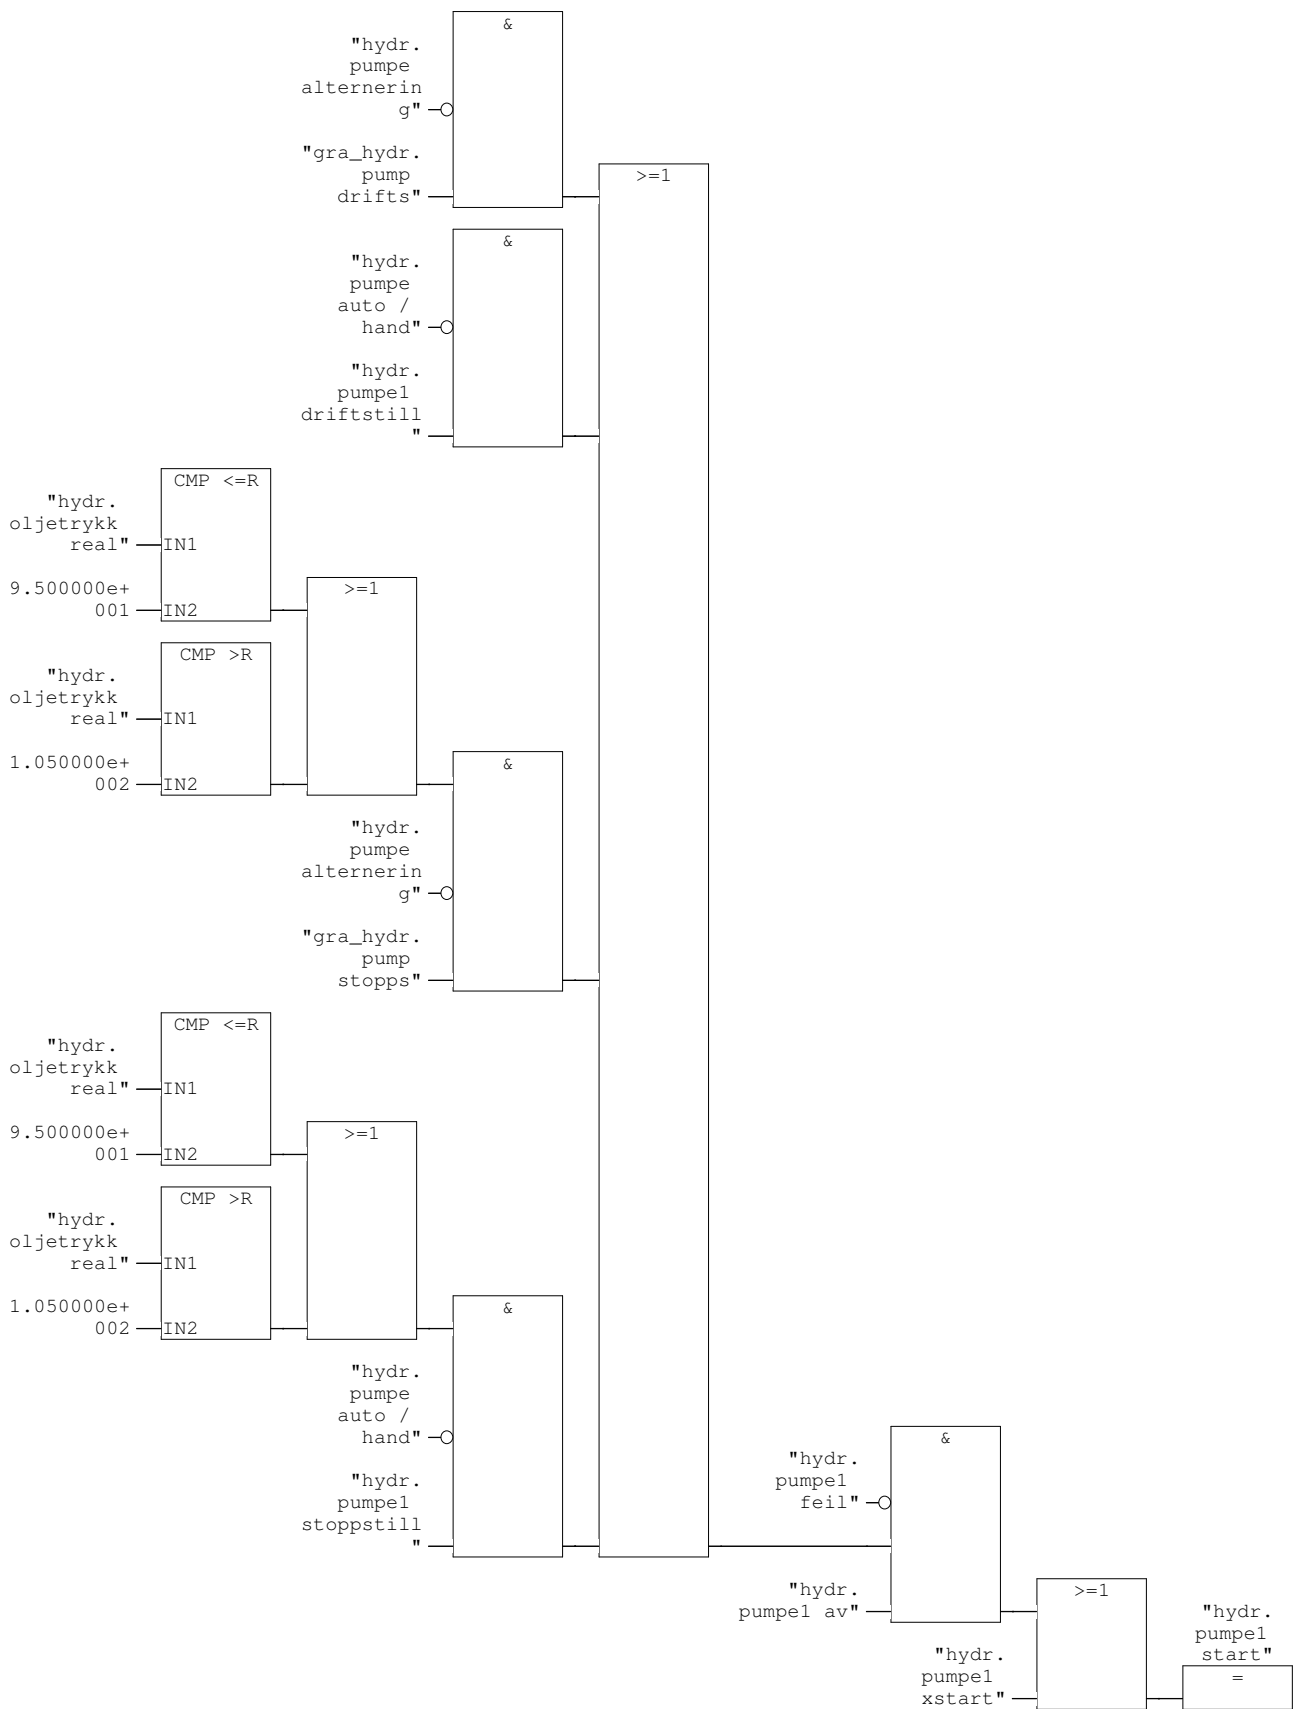 &
"hydr.
pumpe
alternerin
g"
"gra_hydr.
pump
drifts"
>=1
&
"hydr.
pumpe
auto /
hand"
"hydr.
pumpe1
driftstill
"
CMP <=R
"hydr.
oljetrykk
real"
IN1
9.500000e+
001
IN2
>=1
CMP >R
"hydr.
oljetrykk
real"
IN1
1.050000e+
002
IN2
&
"hydr.
pumpe
alternerin
g"
"gra_hydr.
pump
stopps"
CMP <=R
"hydr.
oljetrykk
real"
IN1
9.500000e+
001
IN2
>=1
CMP >R
"hydr.
oljetrykk
real"
IN1
1.050000e+
002
IN2
&
"hydr.
pumpe
auto /
hand"
"hydr.
pumpe1
stoppstill
"
&
"hydr.
pumpe1
feil"
"hydr.
pumpe1 av"
>=1
"hydr.
pumpe1
xstart"
"hydr.
pumpe1
start"
=